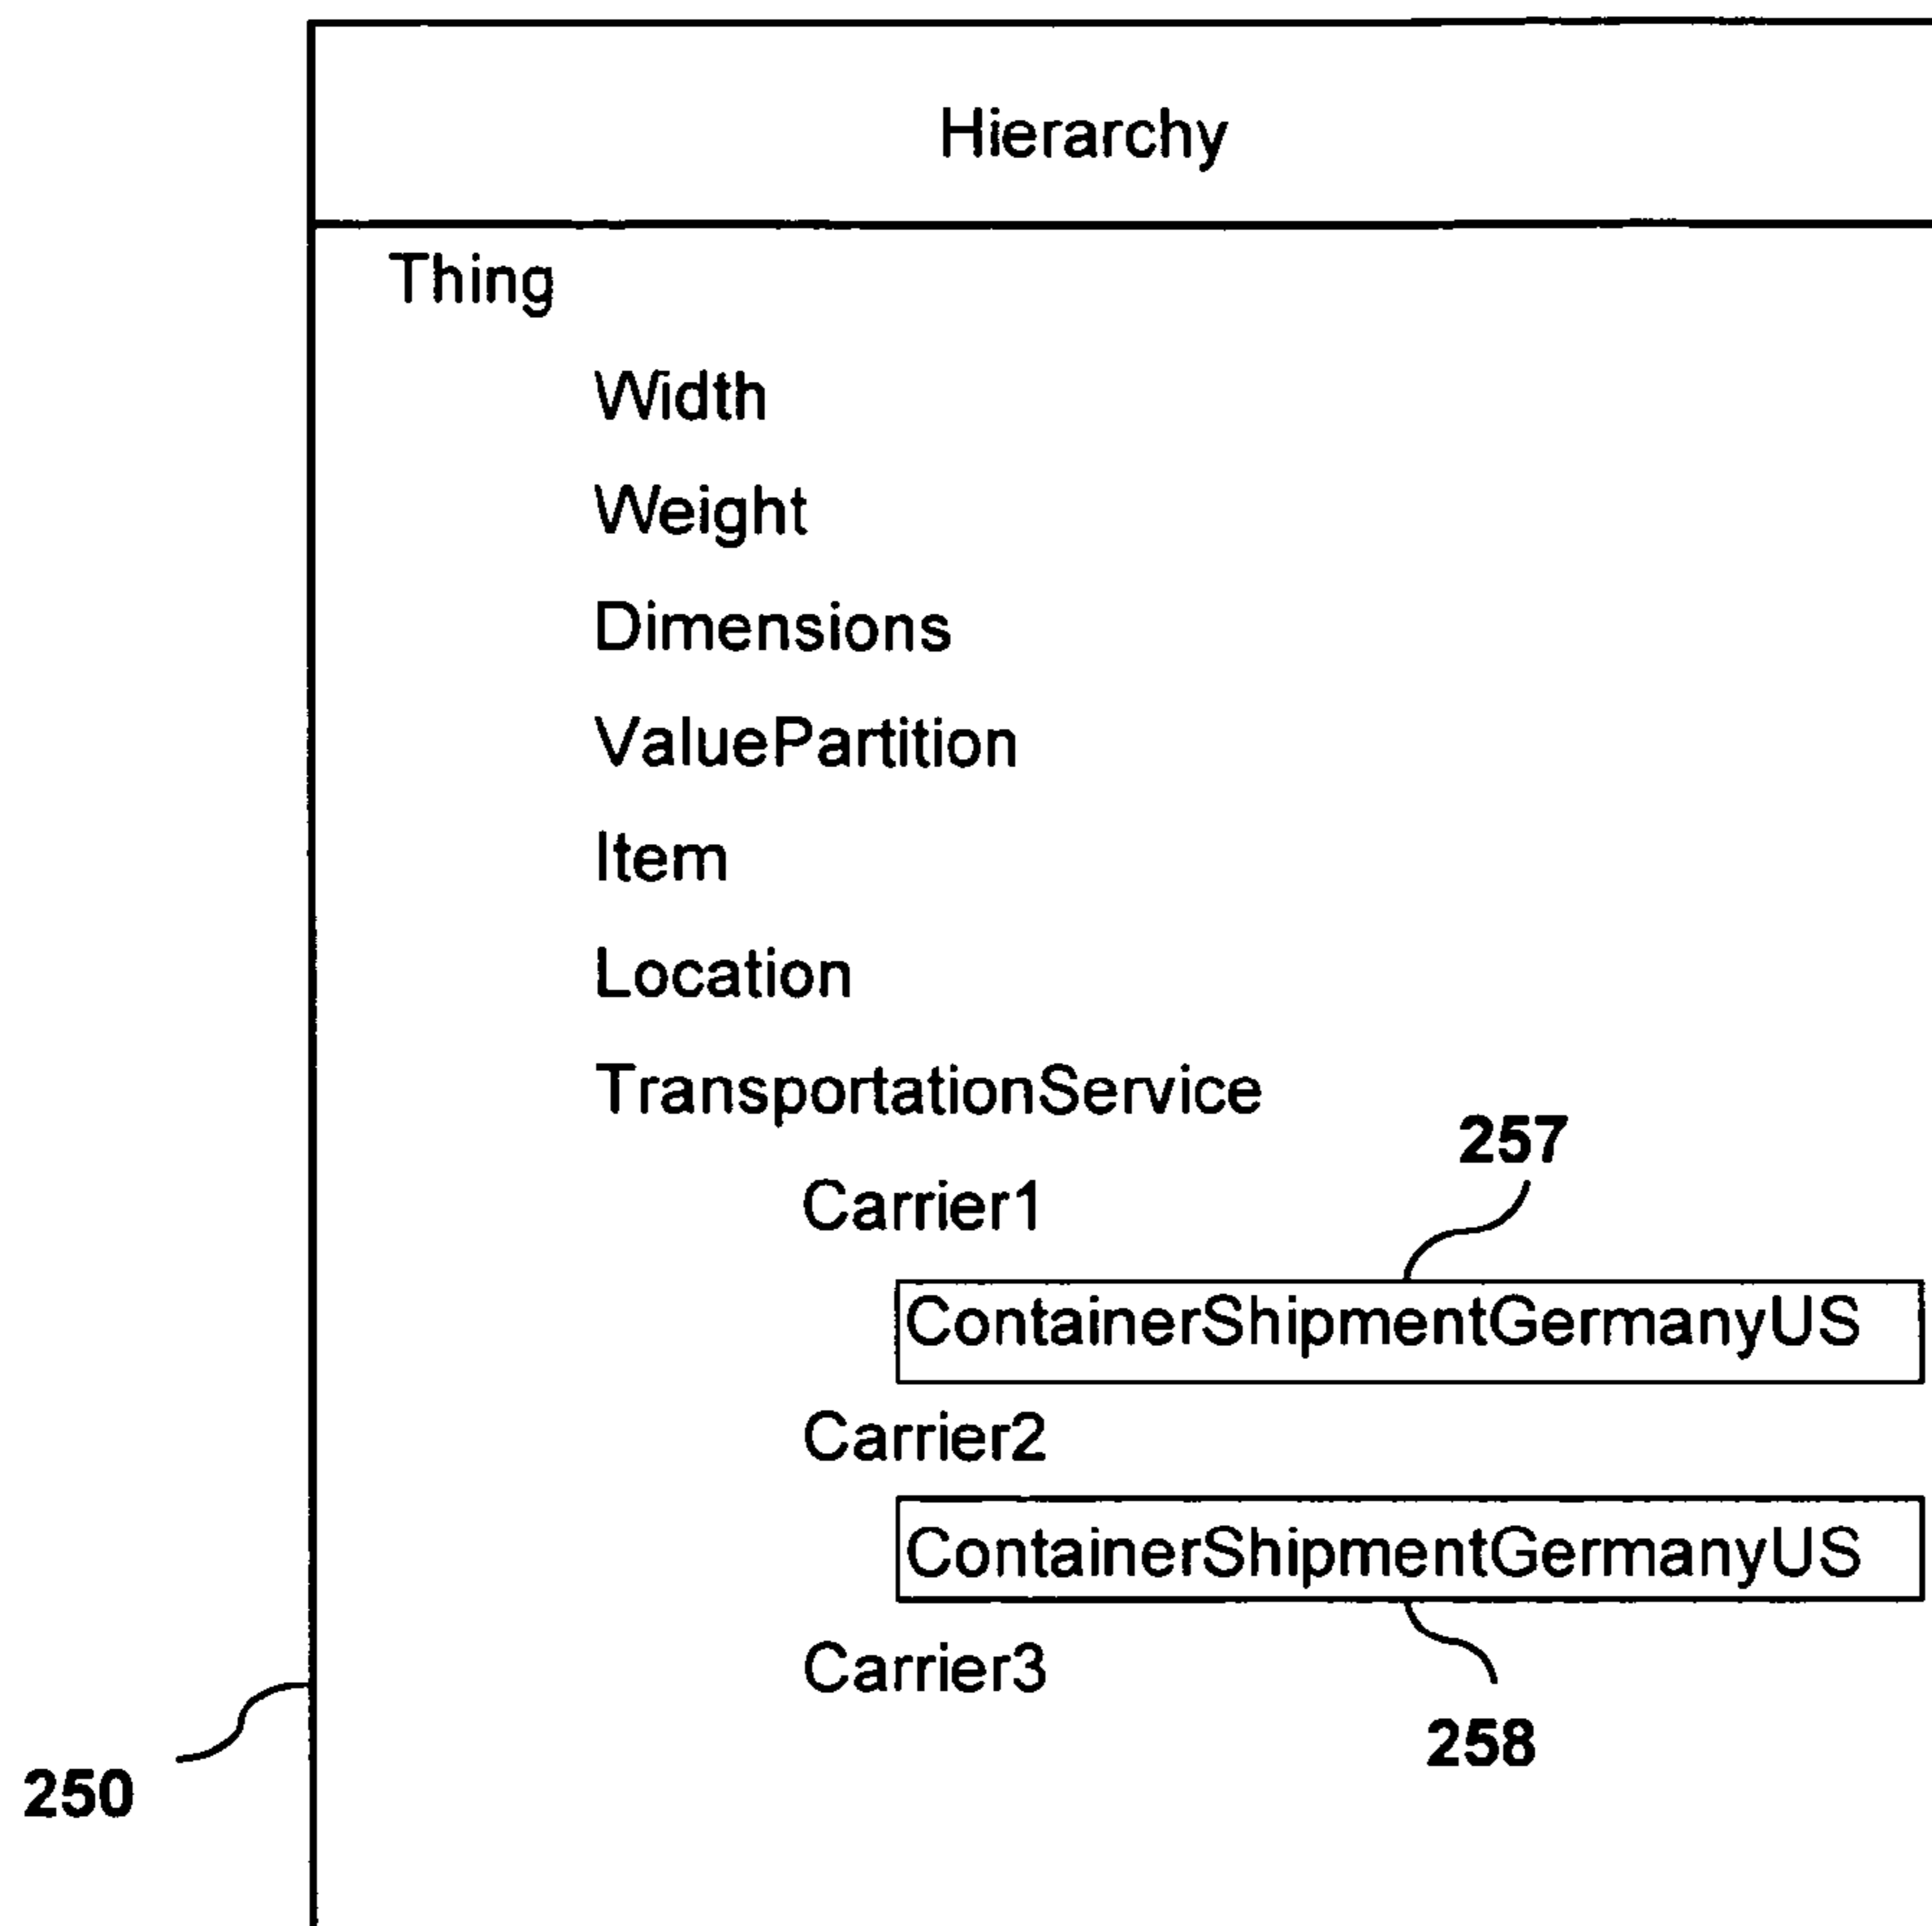 Hierarchy
Thing
Width
Weight
Dimensions
ValuePartition
Item
Location
TransportationService
257
Carrier1
ContainerShipmentGermanyUS
Carrier2
ContainerShipmentGermanyUS
Carrier3
258
250